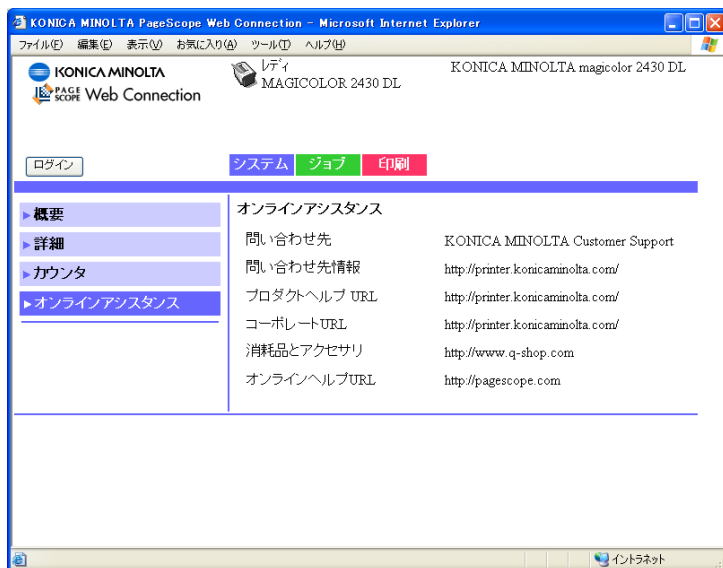 KONICA MINOLTA PageScope Web Connection - Microsoft Internet Explorer
ファイル(F) 編集(E) 表示(V) お気に入り(A) ツール(T) ヘルプ(H)
KONICA MINOLTA
PAGE SCOPE Web Connection
レディ
MAGICOLOR 2430 DL
KONICA MINOLTA magicolor 2430 DL
ログイン
システム ジョブ 印刷
概要
詳細
カウンタ
オンラインアシスタンス
オンラインアシスタンス
問い合わせ先 KONICA MINOLTA Customer Support
問い合わせ先情報 http://printer.konicaminolta.com/
プロダクトヘルプ URL http://printer.konicaminolta.com/
コーポレートURL http://printer.konicaminolta.com/
消耗品とアクセサリ http://www.q-shop.com
オンラインヘルプURL http://pagescope.com
イントラネット